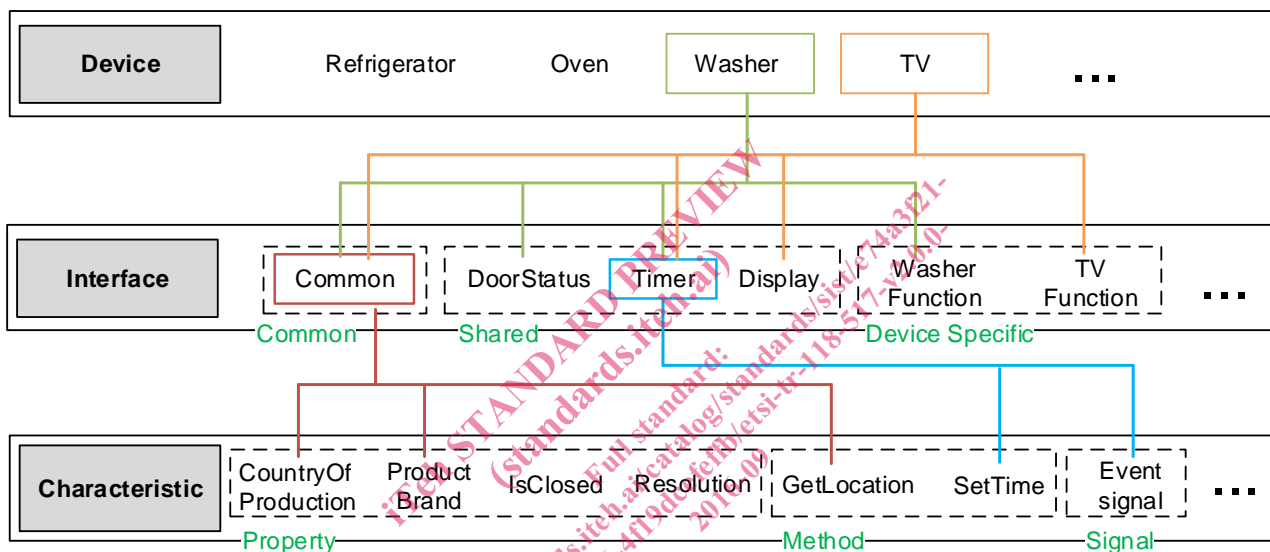 Device
Refrigerator
Oven
Washer
TV
...
Interface
Common
DoorStatus
Timer
Display
Washer
Function
TV
Function
...
Common
Shared
Device Specific
Characteristic
CountryOf
Production
Product
Brand
IsClosed
Resolution
GetLocation
SetTime
Event
signal
...
Property
Method
Signal
iTeh STANDARD PREVIEW
(standards.iteh.ai)
Full standard: